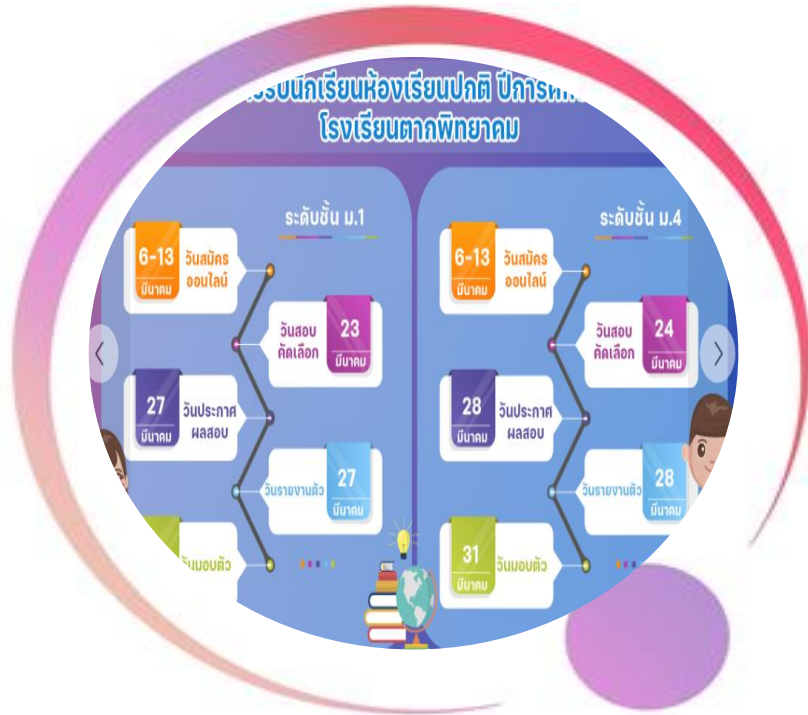 นักเรียนห้องเรียนปกติ
โรงเรียนตากพิทยาคม
ระดับชั้น ม.1
6-13
มีนาคม
วันสมัคร
ออนไลน์
วันสอบ
คัดเลือก
23
มีนาคม
27
มีนาคม
วันประกาศ
ผลสอบ
วันรายงานตัว
27
มีนาคม
วันมอบตัว
ระดับชั้น ม.4
6-13
มีนาคม
วันสมัคร
ออนไลน์
วันสอบ
คัดเลือก
24
มีนาคม
28
มีนาคม
วันประกาศ
ผลสอบ
วันรายงานตัว
28
มีนาคม
31
มีนาคม
วันมอบตัว